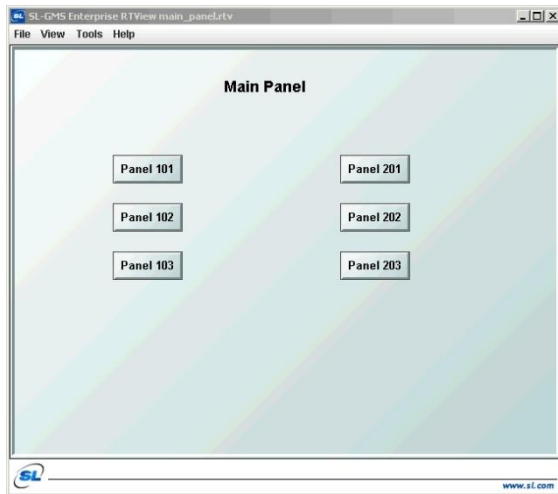 SL-GMS Enterprise RTView main_panel.rtv
File View Tools Help
Main Panel
Panel 101 Panel 201
Panel 102 Panel 202
Panel 103 Panel 203
SL
www.sl.com